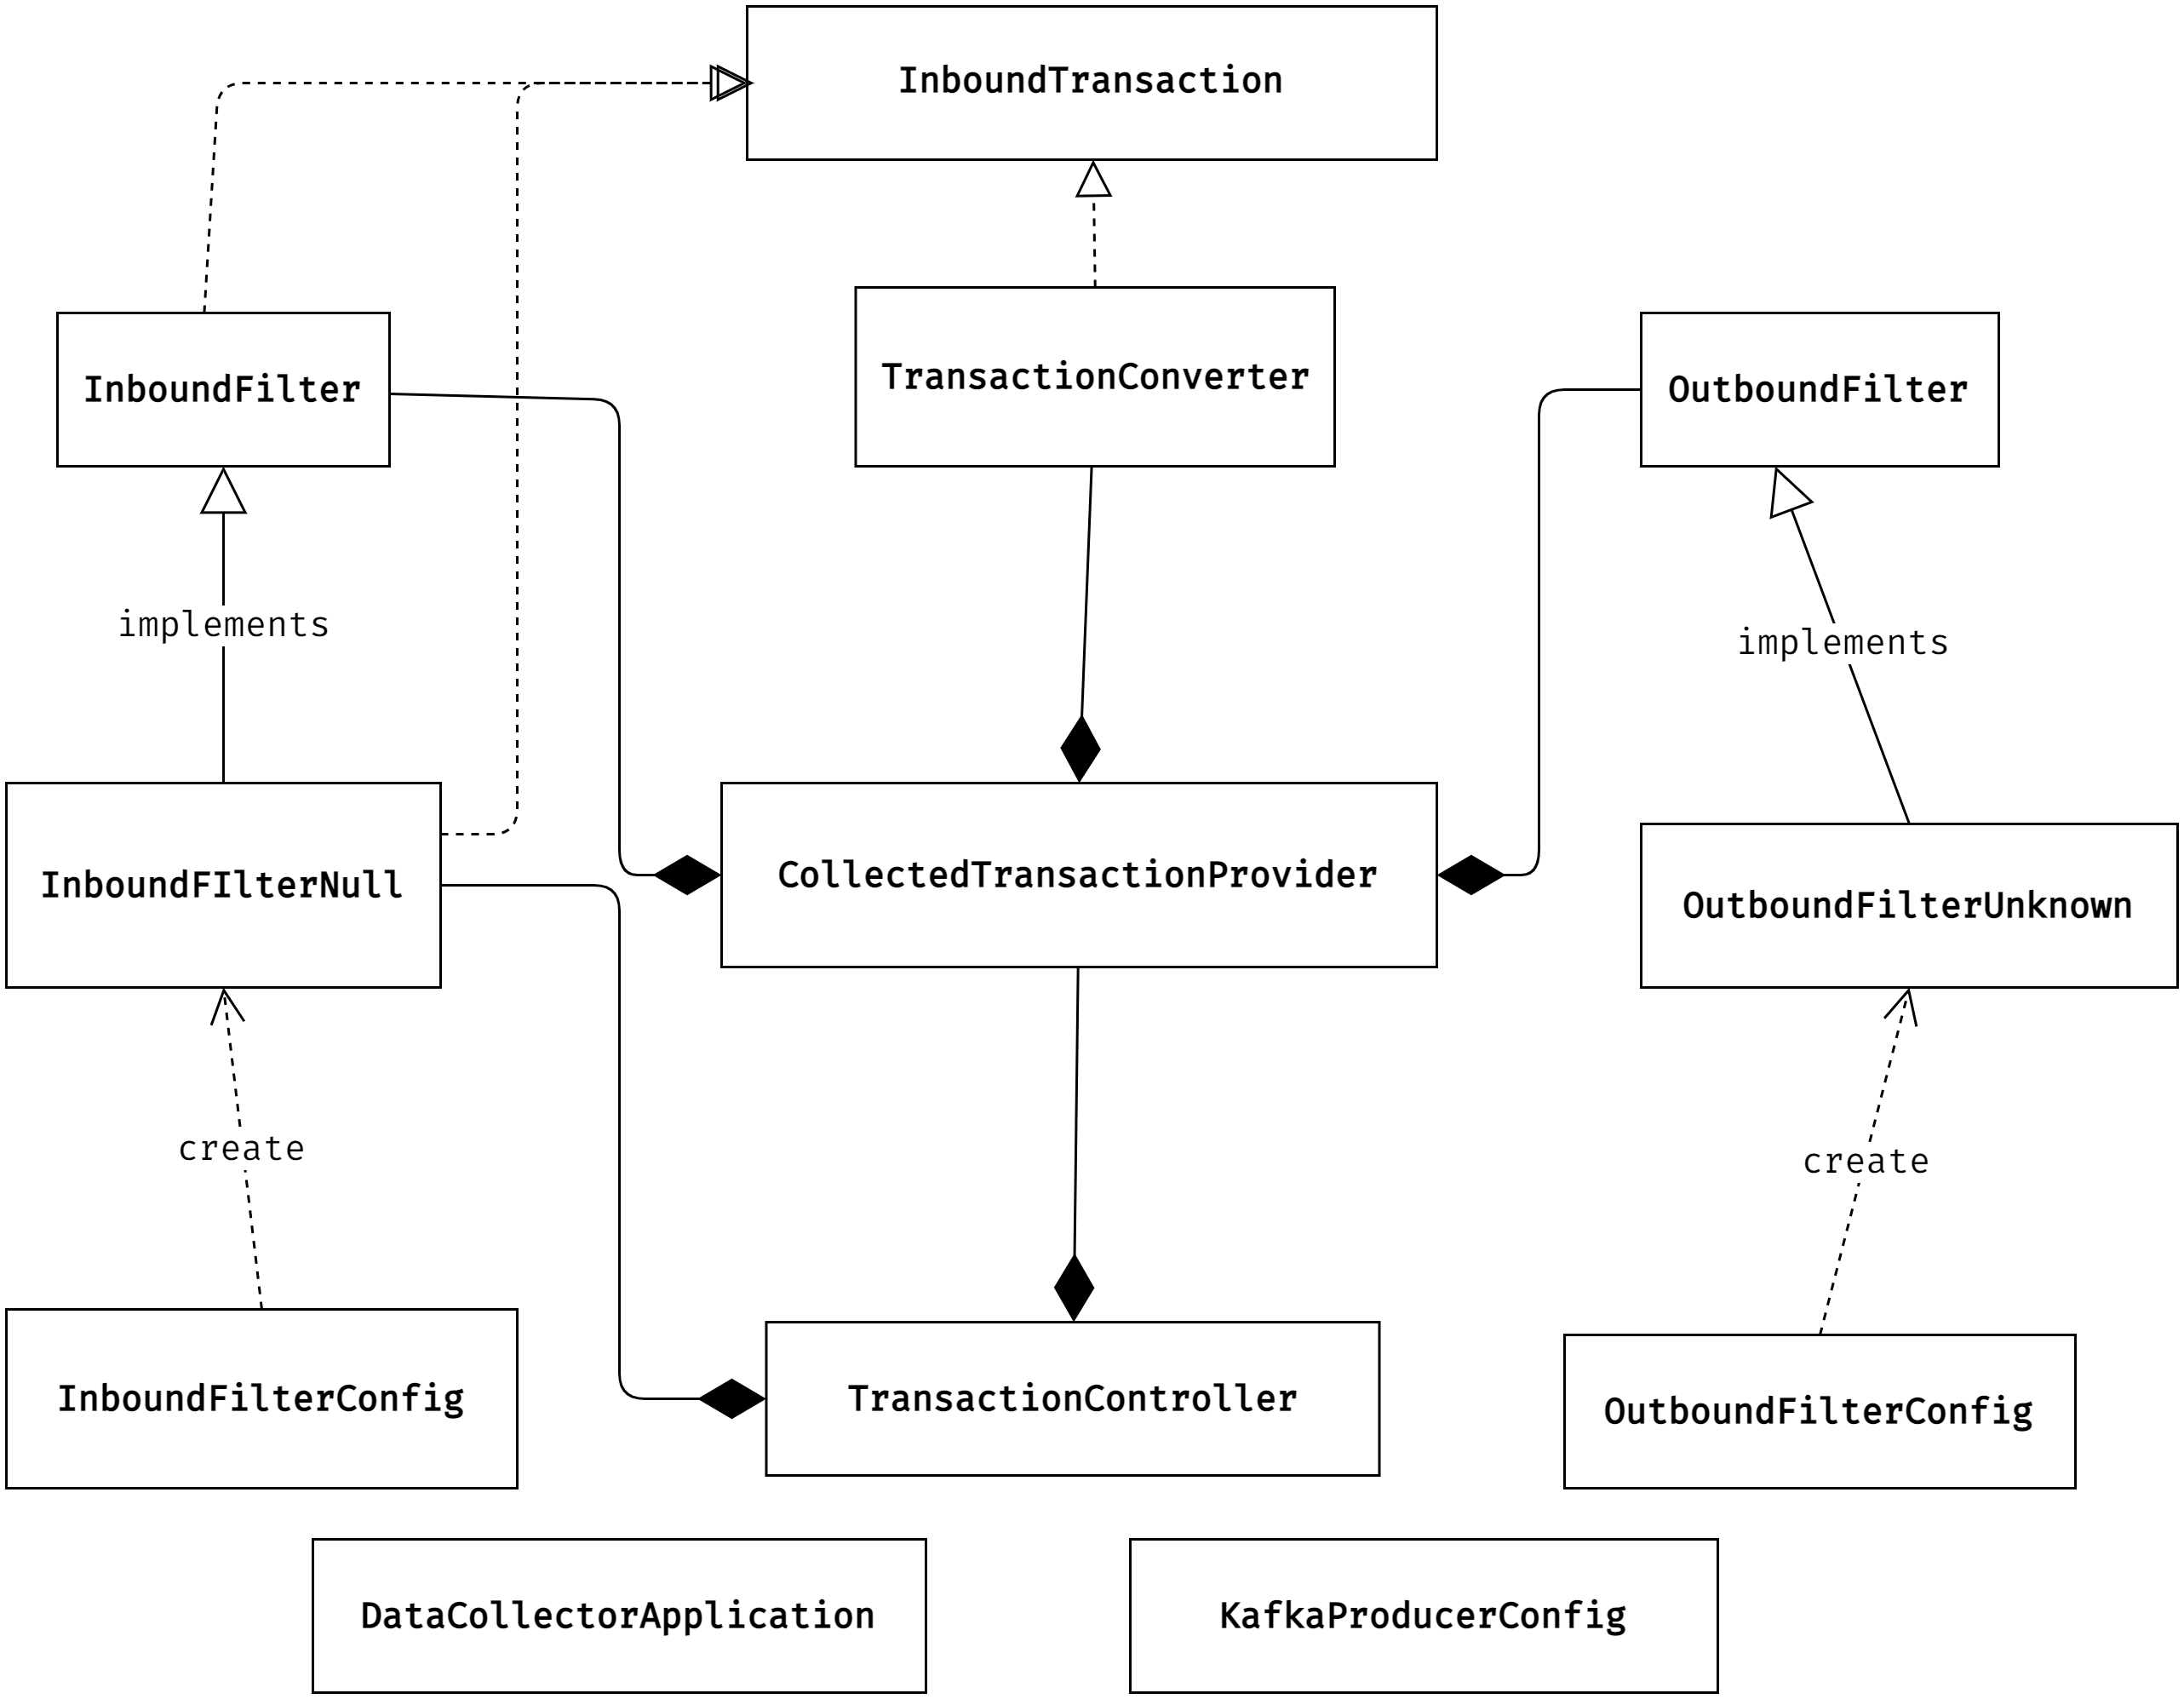 InboundTransaction
TransactionConverter
InboundFilter
OutboundFilter
implements
implements
CollectedTransactionProvider
InboundFIlterNull
OutboundFilterUnknown
create
create
InboundFilterConfig
TransactionController
OutboundFilterConfig
DataCollectorApplication
KafkaProducerConfig